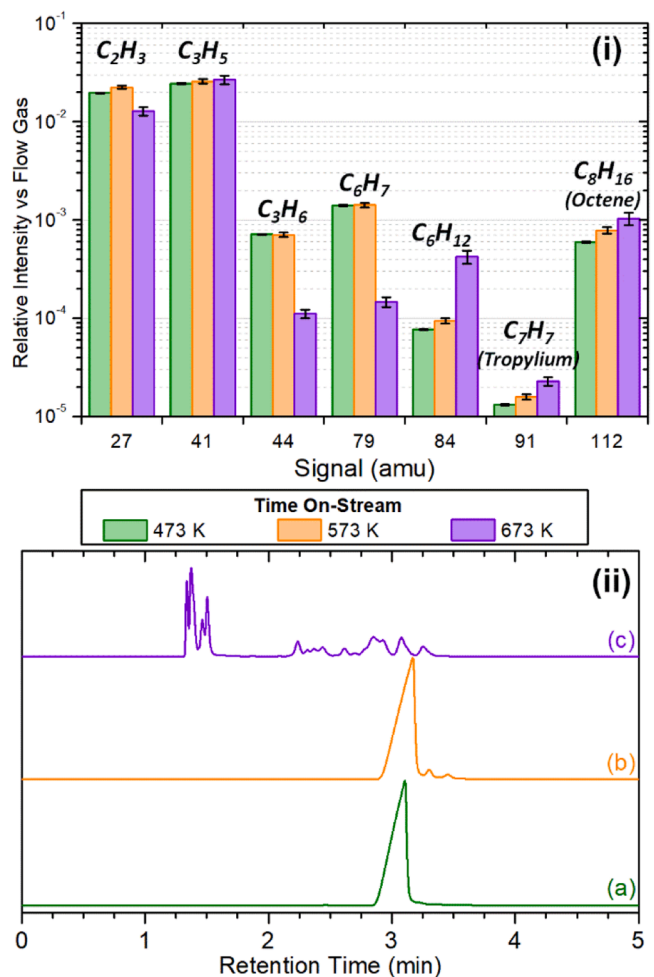 (i)
10⁻¹
10⁻²
10⁻³
10⁻⁴
10⁻⁵
Relative Intensity vs Flow Gas
C₂H₃
C₃H₅
C₃H₆
C₆H₇
C₆H₁₂
C₇H₇
(Tropylium)
C₈H₁₆
(Octene)
27 41 44 79 84 91 112
Signal (amu)
Time On-Stream
473 K 573 K 673 K
(ii)
(c)
(b)
(a)
0 1 2 3 4 5
Retention Time (min)